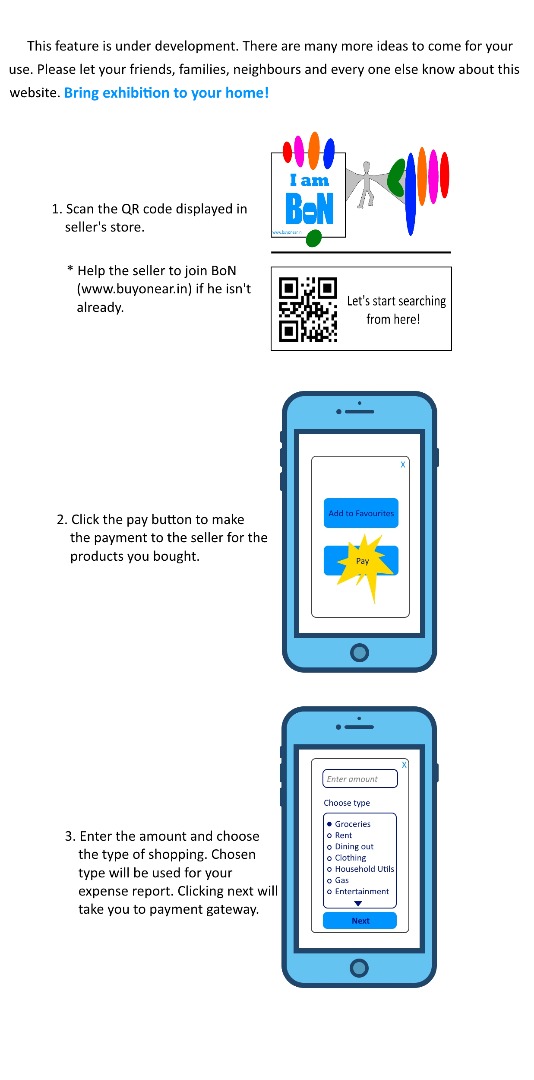 This feature is under development. There are many more ideas to come for your
use. Please let your friends, families, neighbours and every one else know about this
website. Bring exhibition to your home!
I am
BoN
www.buyonear.in
1. Scan the QR code displayed in
seller's store.
* Help the seller to join BoN
(www.buyonear.in) if he isn't
already.
Let's start searching
from here!
X
Add to Favourites
Pay
2. Click the pay button to make
the payment to the seller for the
products you bought.
X
Enter amount
Choose type
Groceries
Rent
Dining out
Clothing
Household Utils
Gas
Entertainment
Next
3. Enter the amount and choose
the type of shopping. Chosen
type will be used for your
expense report. Clicking next will
take you to payment gateway.